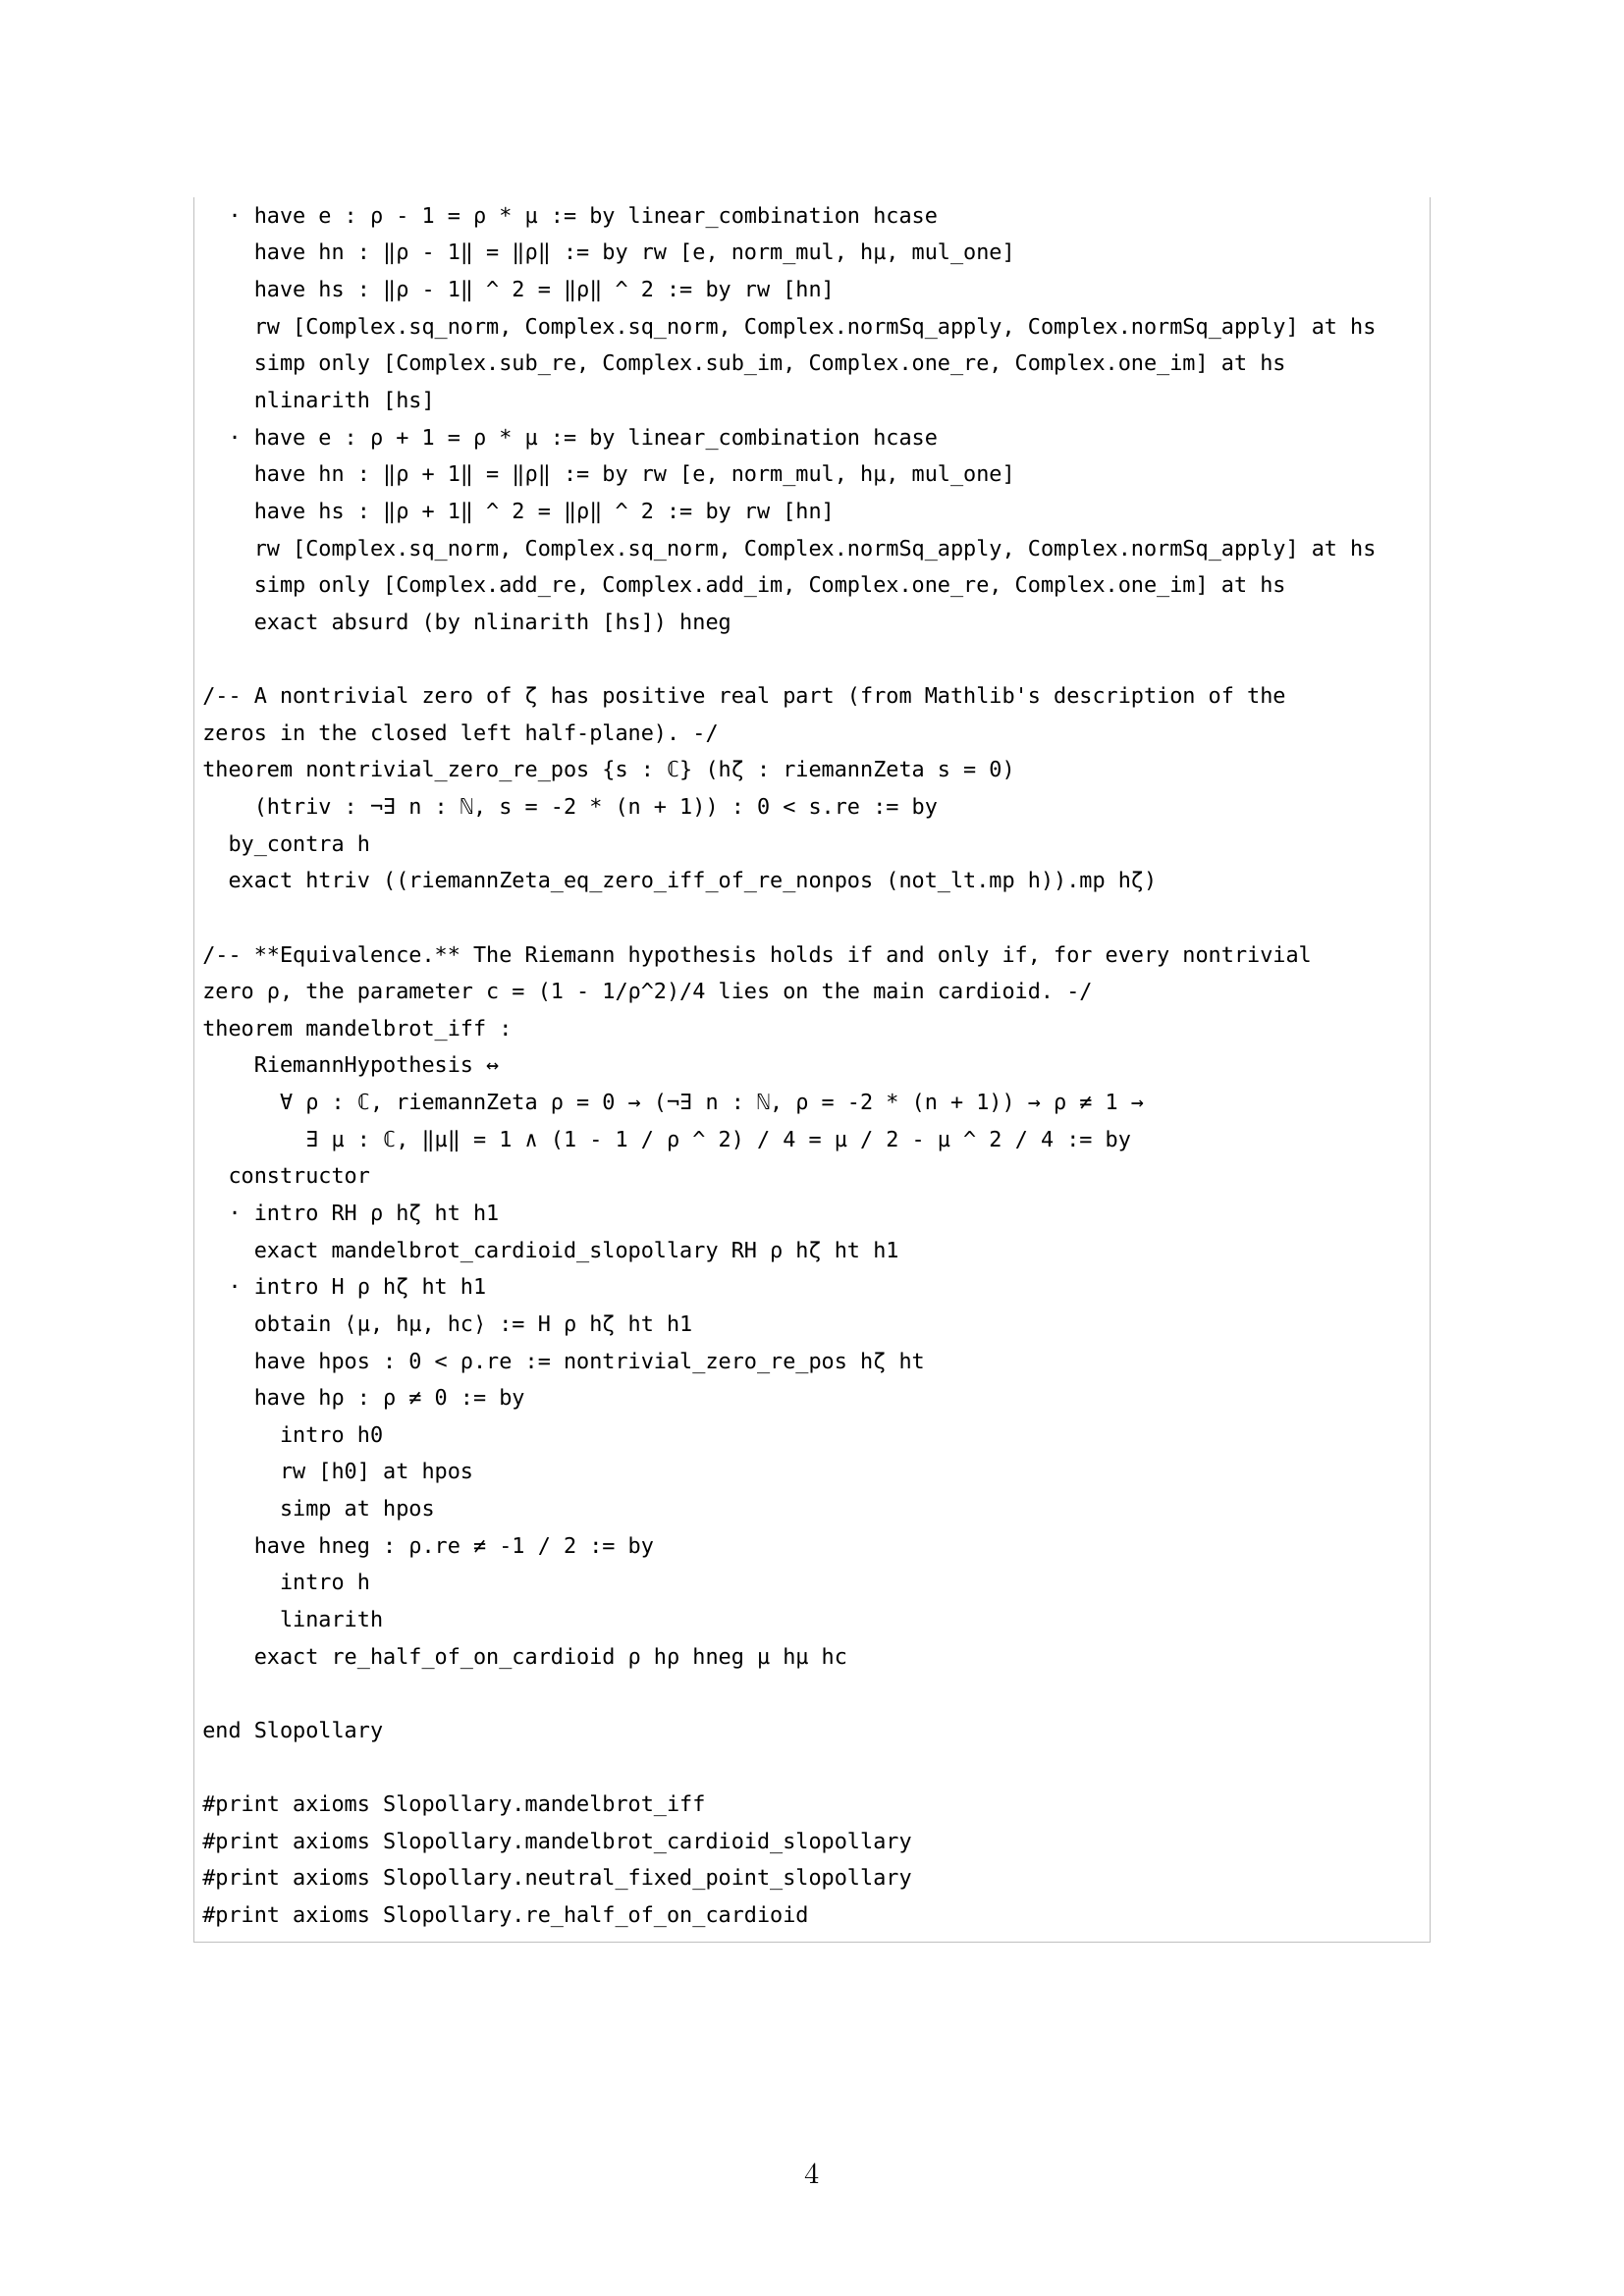 · have e : ρ - 1 = ρ * μ := by linear_combination hcase
have hn : ‖ρ - 1‖ = ‖ρ‖ := by rw [e, norm_mul, hμ, mul_one]
have hs : ‖ρ - 1‖ ^ 2 = ‖ρ‖ ^ 2 := by rw [hn]
rw [Complex.sq_norm, Complex.sq_norm, Complex.normSq_apply, Complex.normSq_apply] at hs
simp only [Complex.sub_re, Complex.sub_im, Complex.one_re, Complex.one_im] at hs
nlinarith [hs]
· have e : ρ + 1 = ρ * μ := by linear_combination hcase
have hn : ‖ρ + 1‖ = ‖ρ‖ := by rw [e, norm_mul, hμ, mul_one]
have hs : ‖ρ + 1‖ ^ 2 = ‖ρ‖ ^ 2 := by rw [hn]
rw [Complex.sq_norm, Complex.sq_norm, Complex.normSq_apply, Complex.normSq_apply] at hs
simp only [Complex.add_re, Complex.add_im, Complex.one_re, Complex.one_im] at hs
exact absurd (by nlinarith [hs]) hneg
/-- A nontrivial zero of ζ has positive real part (from Mathlib's description of the
zeros in the closed left half-plane). -/
theorem nontrivial_zero_re_pos {s : ℂ} (hζ : riemannZeta s = 0)
(htriv : ¬∃ n : ℕ, s = -2 * (n + 1)) : 0 < s.re := by
by_contra h
exact htriv ((riemannZeta_eq_zero_iff_of_re_nonpos (not_lt.mp h)).mp hζ)
/-- **Equivalence.** The Riemann hypothesis holds if and only if, for every nontrivial
zero ρ, the parameter c = (1 - 1/ρ^2)/4 lies on the main cardioid. -/
theorem mandelbrot_iff :
RiemannHypothesis ↔
∀ ρ : ℂ, riemannZeta ρ = 0 → (¬∃ n : ℕ, ρ = -2 * (n + 1)) → ρ ≠ 1 →
∃ μ : ℂ, ‖μ‖ = 1 ∧ (1 - 1 / ρ ^ 2) / 4 = μ / 2 - μ ^ 2 / 4 := by
constructor
· intro RH ρ hζ ht h1
exact mandelbrot_cardioid_slopollary RH ρ hζ ht h1
· intro H ρ hζ ht h1
obtain ⟨μ, hμ, hc⟩ := H ρ hζ ht h1
have hpos : 0 < ρ.re := nontrivial_zero_re_pos hζ ht
have hρ : ρ ≠ 0 := by
intro h0
rw [h0] at hpos
simp at hpos
have hneg : ρ.re ≠ -1 / 2 := by
intro h
linarith
exact re_half_of_on_cardioid ρ hρ hneg μ hμ hc
end Slopollary
#print axioms Slopollary.mandelbrot_iff
#print axioms Slopollary.mandelbrot_cardioid_slopollary
#print axioms Slopollary.neutral_fixed_point_slopollary
#print axioms Slopollary.re_half_of_on_cardioid
4